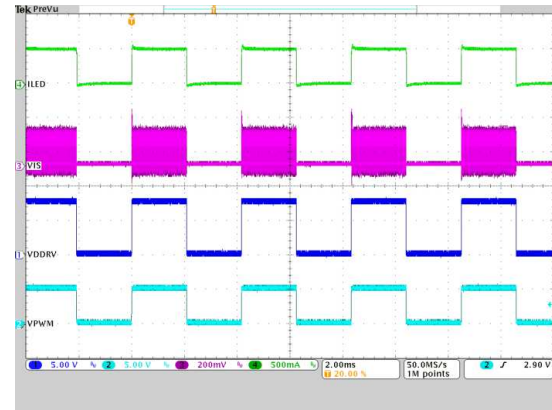 Tek PreVu
T
T
4 ILED
3 VIS
1 VDDRV
2 VPWM
1 5.00 V 2 5.00 V 3 200mV 4 500mA 2.00ms 50.0MS/s 2 2.90 V
T 20.00 % 1M points